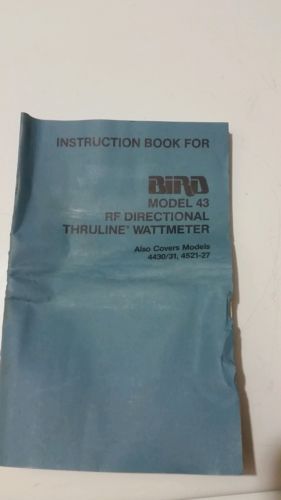 INSTRUCTION BOOK FOR
BIRD
MODEL 43
RF DIRECTIONAL
THRULINE® WATTMETER
Also Covers Models
4430/31, 4521-27